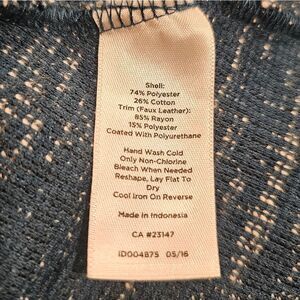 Shell:
74% Polyester
26% Cotton
Trim (Faux Leather):
85% Rayon
15% Polyester
Coated With Polyurethane
Hand Wash Cold
Only Non-Chlorine
Bleach When Needed
Reshape, Lay Flat To
Dry
Cool Iron On Reverse
Made in Indonesia
CA #23147
ID004B75 05/16